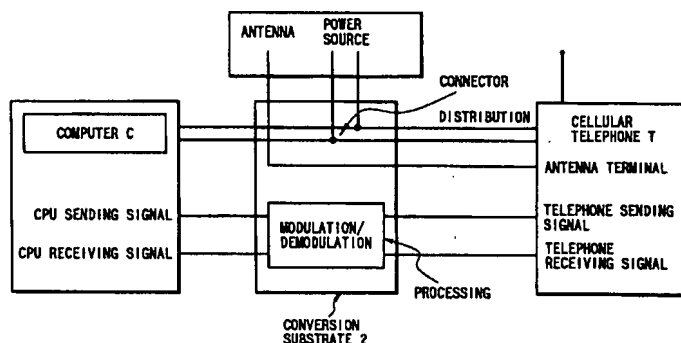 ANTENNA
POWER
SOURCE
CONNECTOR
DISTRIBUTION
COMPUTER C
CELLULAR
TELEPHONE T
ANTENNA TERMINAL
CPU SENDING SIGNAL
MODULATION/
DEMODULATION
TELEPHONE SENDING
SIGNAL
CPU RECEIVING SIGNAL
TELEPHONE
RECEIVING SIGNAL
PROCESSING
CONVERSION
SUBSTRATE 2